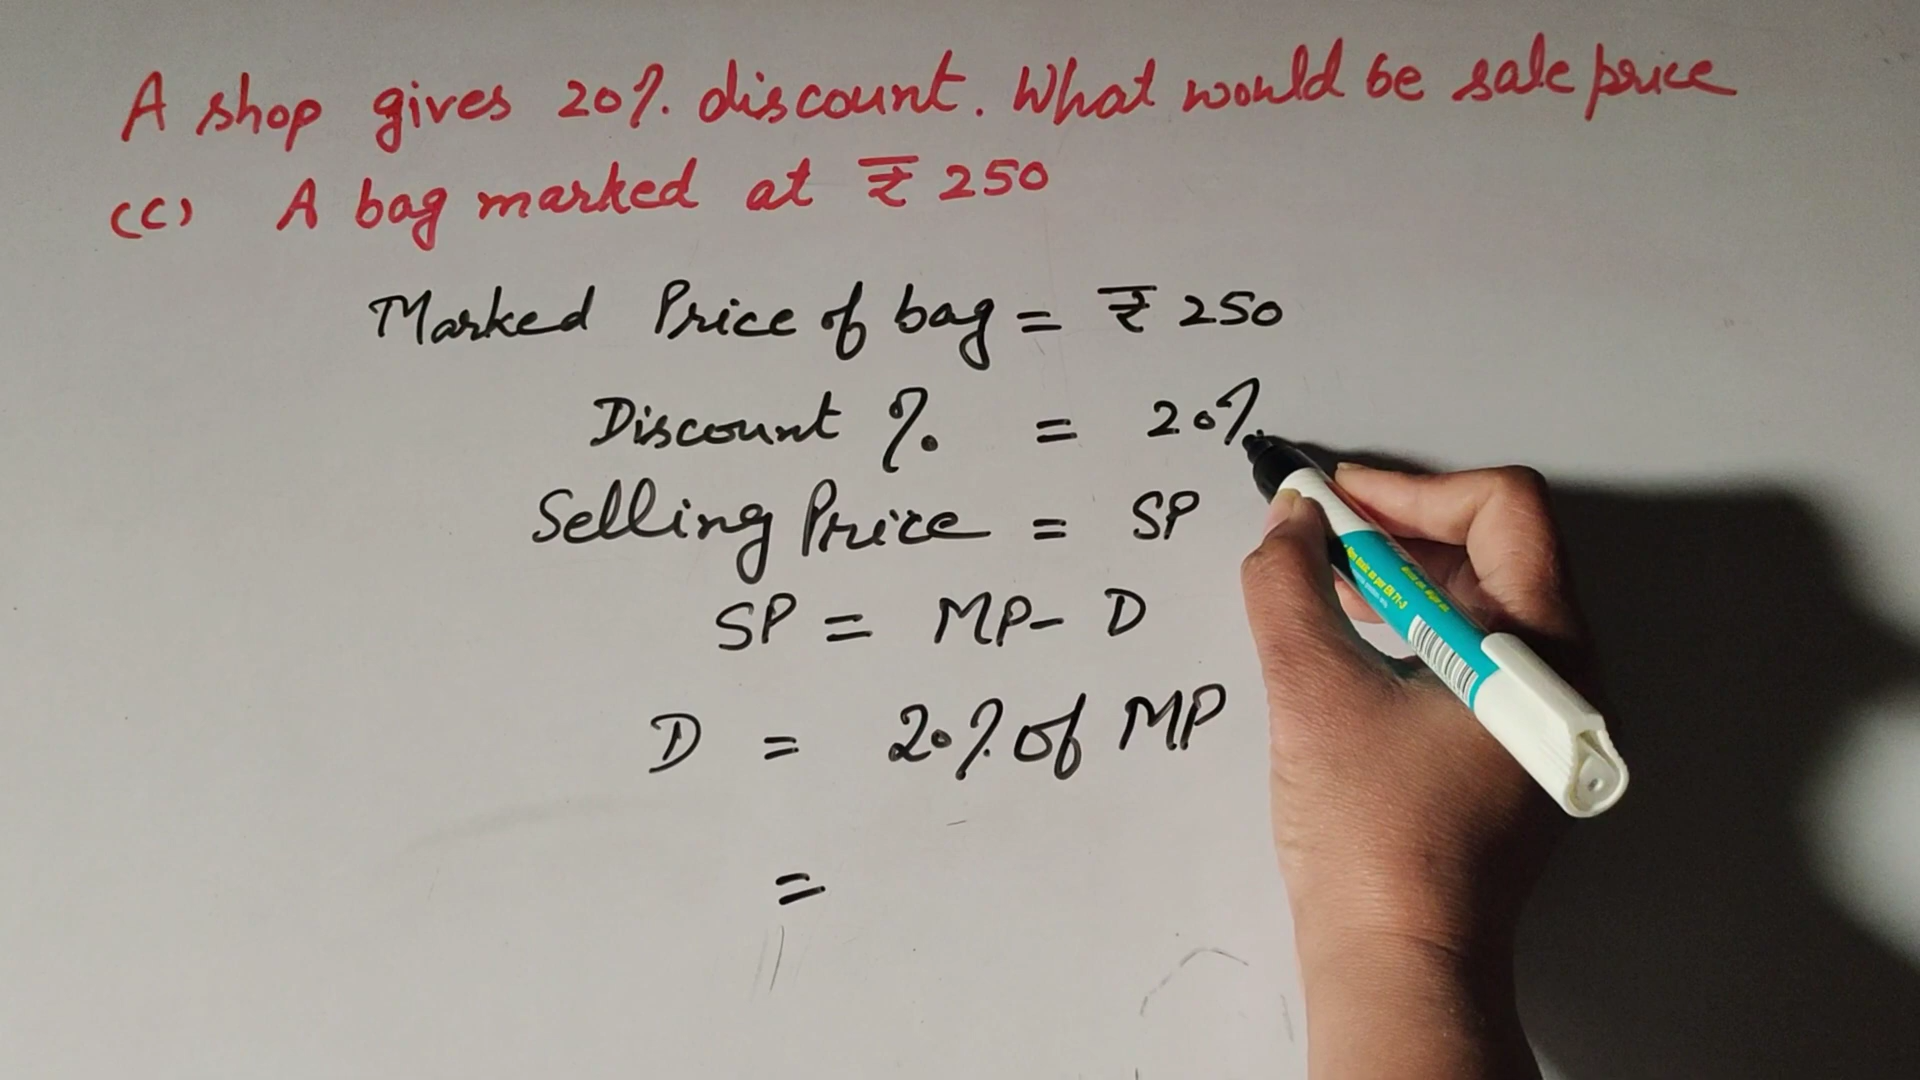 A shop gives 20%. discount. What would be sale price
(c) A bag marked at ₹ 250
Marked Price of bag = ₹ 250
Discount %. = 20%.
Selling Price = SP
SP = MP - D
D = 20% of MP
=